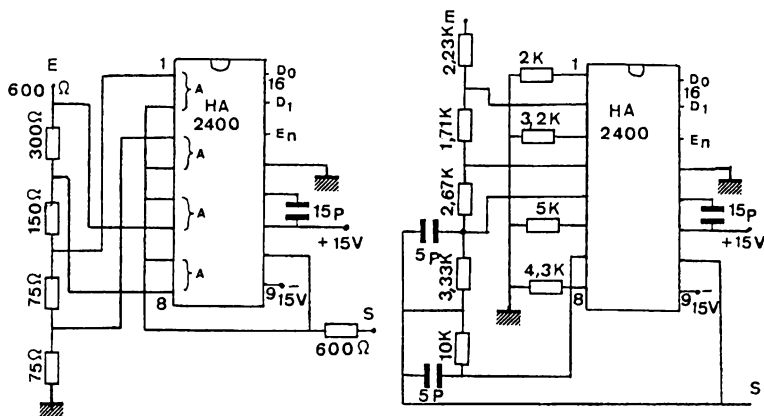 E
600 Ω
300Ω
150Ω
75Ω
75Ω
1
A
A
A
A
8
HA
2400
D0
16
D1
En
15p
+15V
9
-
15V
S
600Ω
E
2,23K
1,71K
2,67K
3,33K
10K
5p
5p
2K
3,2K
5K
4,3K
1
8
HA
2400
D0
16
D1
En
15p
+15V
9
-
15V
S